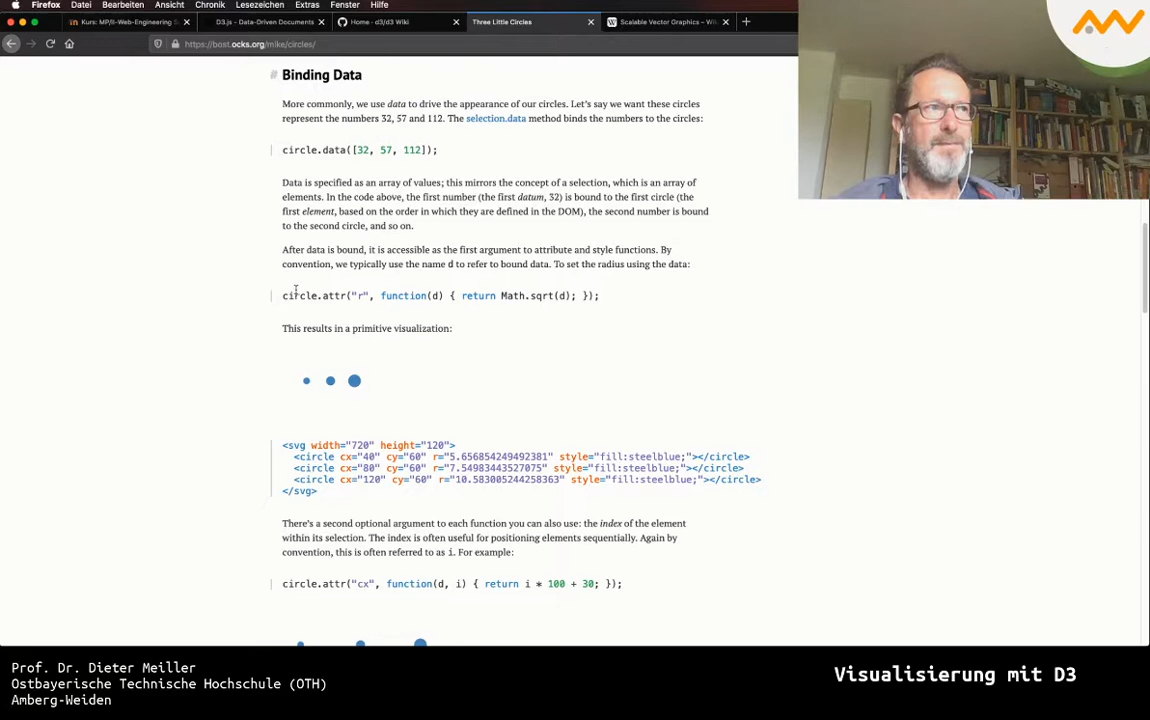 Firefox Datei Bearbeiten Ansicht Chronik Lesezeichen Extras Fenster Hilfe
Kurs: MP/I-Web-Engineering S
D3.js - Data-Driven Documents
Home · d3/d3 Wiki
Three Little Circles
Scalable Vector Graphics – Wi
https://bost.ocks.org/mike/circles/
# Binding Data
More commonly, we use data to drive the appearance of our circles. Let's say we want these circles
represent the numbers 32, 57 and 112. The selection.data method binds the numbers to the circles:
circle.data([32, 57, 112]);
Data is specified as an array of values; this mirrors the concept of a selection, which is an array of
elements. In the code above, the first number (the first datum, 32) is bound to the first circle (the
first element, based on the order in which they are defined in the DOM), the second number is bound
to the second circle, and so on.
After data is bound, it is accessible as the first argument to attribute and style functions. By
convention, we typically use the name d to refer to bound data. To set the radius using the data:
circle.attr("r", function(d) { return Math.sqrt(d); });
This results in a primitive visualization:
<svg width="720" height="120">
<circle cx="40" cy="60" r="5.656854249492381" style="fill:steelblue;"></circle>
<circle cx="80" cy="60" r="7.54983443527075" style="fill:steelblue;"></circle>
<circle cx="120" cy="60" r="10.583005244258363" style="fill:steelblue;"></circle>
</svg>
There's a second optional argument to each function you can also use: the index of the element
within its selection. The index is often useful for positioning elements sequentially. Again by
convention, this is often referred to as i. For example:
circle.attr("cx", function(d, i) { return i * 100 + 30; });
Prof. Dr. Dieter Meiller
Ostbayerische Technische Hochschule (OTH)
Amberg-Weiden
Visualisierung mit D3